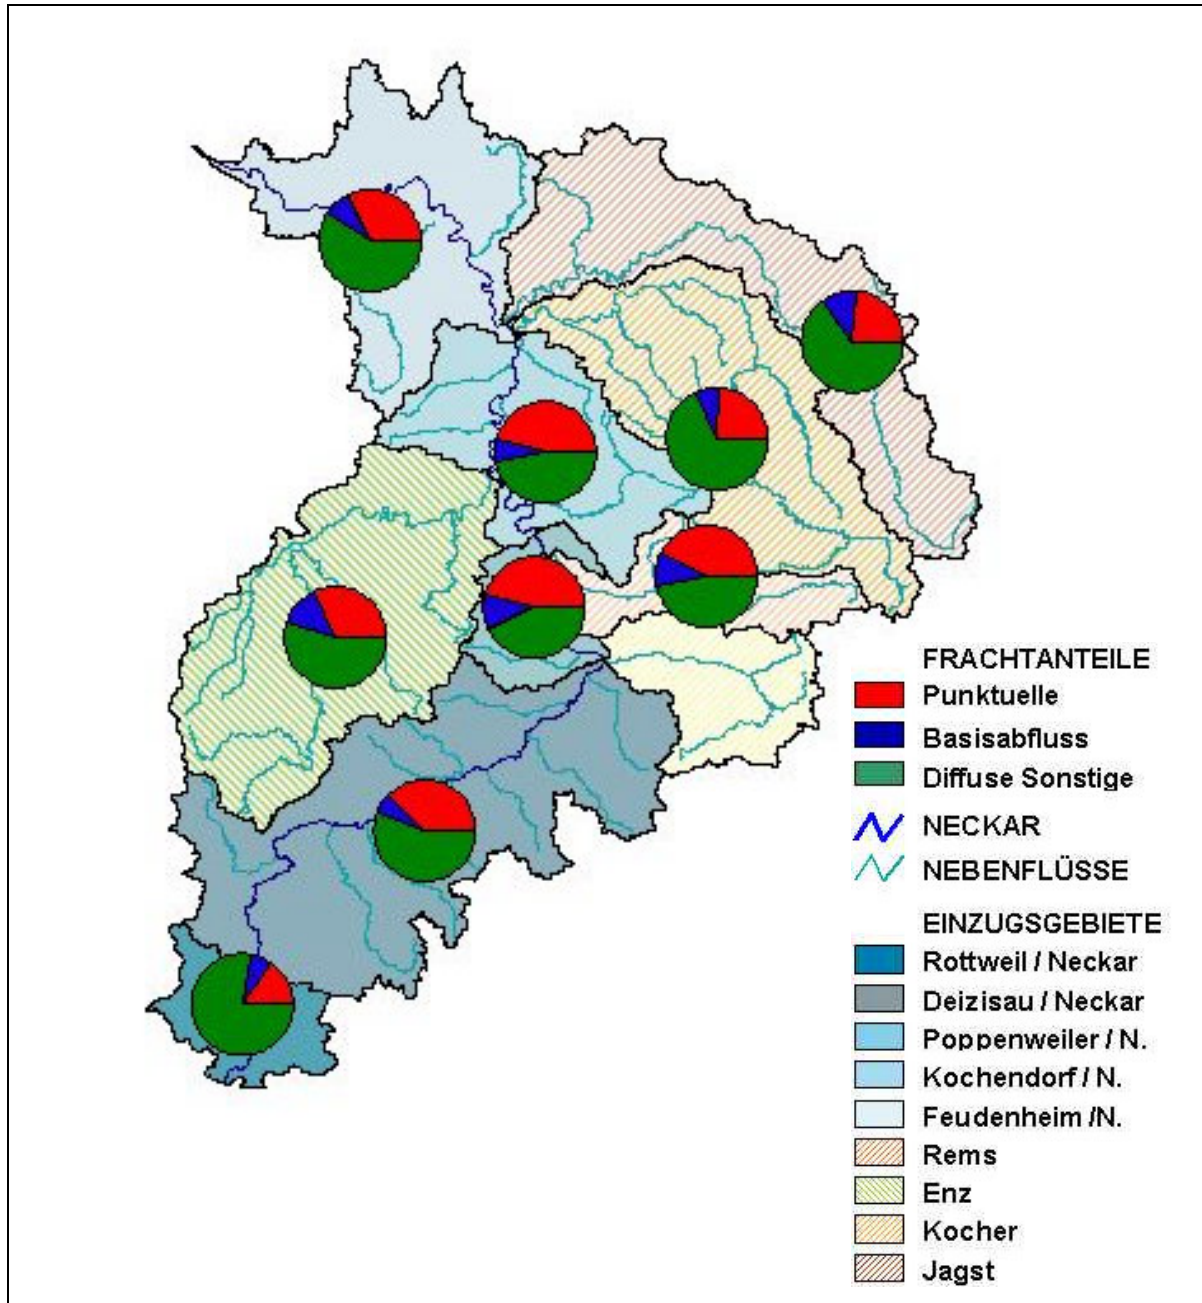 FRACHTANTEILE
Punktuelle
Basisabfluss
Diffuse Sonstige
NECKAR
NEBENFLÜSSE
EINZUGSGEBIETE
Rottweil / Neckar
Deizisau / Neckar
Poppenweiler / N.
Kochendorf / N.
Feudenheim /N.
Rems
Enz
Kocher
Jagst